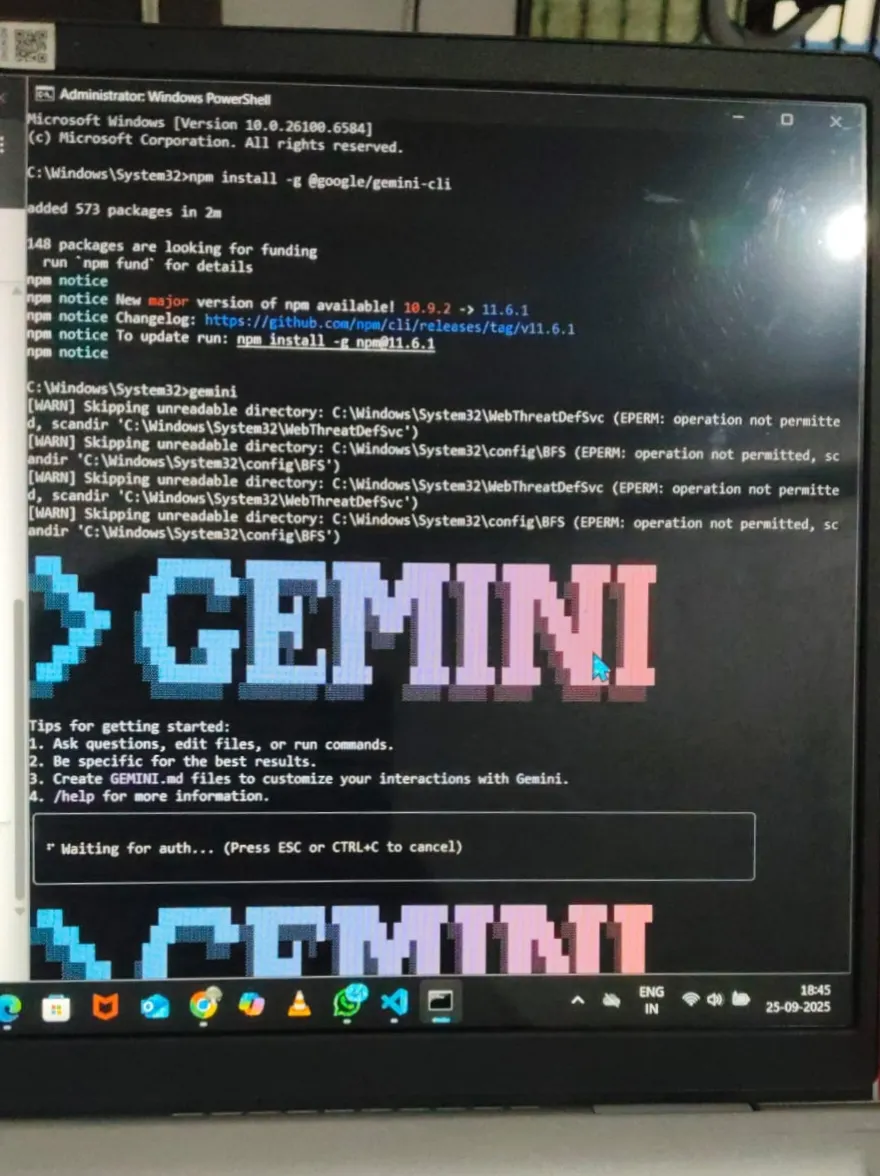 Administrator: Windows PowerShell
Microsoft Windows [Version 10.0.26100.6584]
(c) Microsoft Corporation. All rights reserved.
C:\Windows\System32>npm install -g @google/gemini-cli
added 573 packages in 2m
148 packages are looking for funding
run `npm fund` for details
npm notice
npm notice New major version of npm available! 10.9.2 -> 11.6.1
npm notice Changelog: https://github.com/npm/cli/releases/tag/v11.6.1
npm notice To update run: npm install -g npm@11.6.1
npm notice
C:\Windows\System32>gemini
[WARN] Skipping unreadable directory: C:\Windows\System32\WebThreatDefSvc (EPERM: operation not permitte
d, scandir 'C:\Windows\System32\WebThreatDefSvc')
[WARN] Skipping unreadable directory: C:\Windows\System32\config\BFS (EPERM: operation not permitted, sc
andir 'C:\Windows\System32\config\BFS')
[WARN] Skipping unreadable directory: C:\Windows\System32\WebThreatDefSvc (EPERM: operation not permitte
d, scandir 'C:\Windows\System32\WebThreatDefSvc')
[WARN] Skipping unreadable directory: C:\Windows\System32\config\BFS (EPERM: operation not permitted, sc
andir 'C:\Windows\System32\config\BFS')
>GEMINI
Tips for getting started:
1. Ask questions, edit files, or run commands.
2. Be specific for the best results.
3. Create GEMINI.md files to customize your interactions with Gemini.
4. /help for more information.
Waiting for auth... (Press ESC or CTRL+C to cancel)
>GEMINI
ENG
IN
18:45
25-09-2025